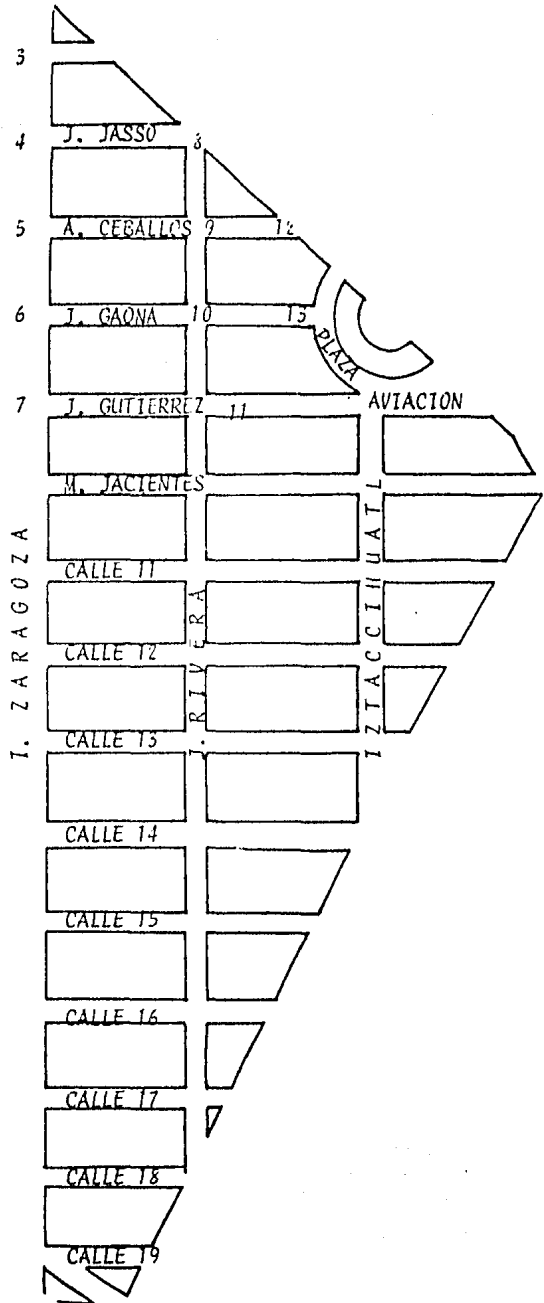 3
J. JASSO
4 8
A. CEBALLOS 9 12
5
J. GAONA 10 13
6
PLAZA
7 J. GUTIERREZ 11 AVIACION
M. JACIENTES
I. ZARAGOZA
J. RIVERA
IZTACCIHUATL
CALLE 11
CALLE 12
CALLE 13
CALLE 14
CALLE 15
CALLE 16
CALLE 17
CALLE 18
CALLE 19